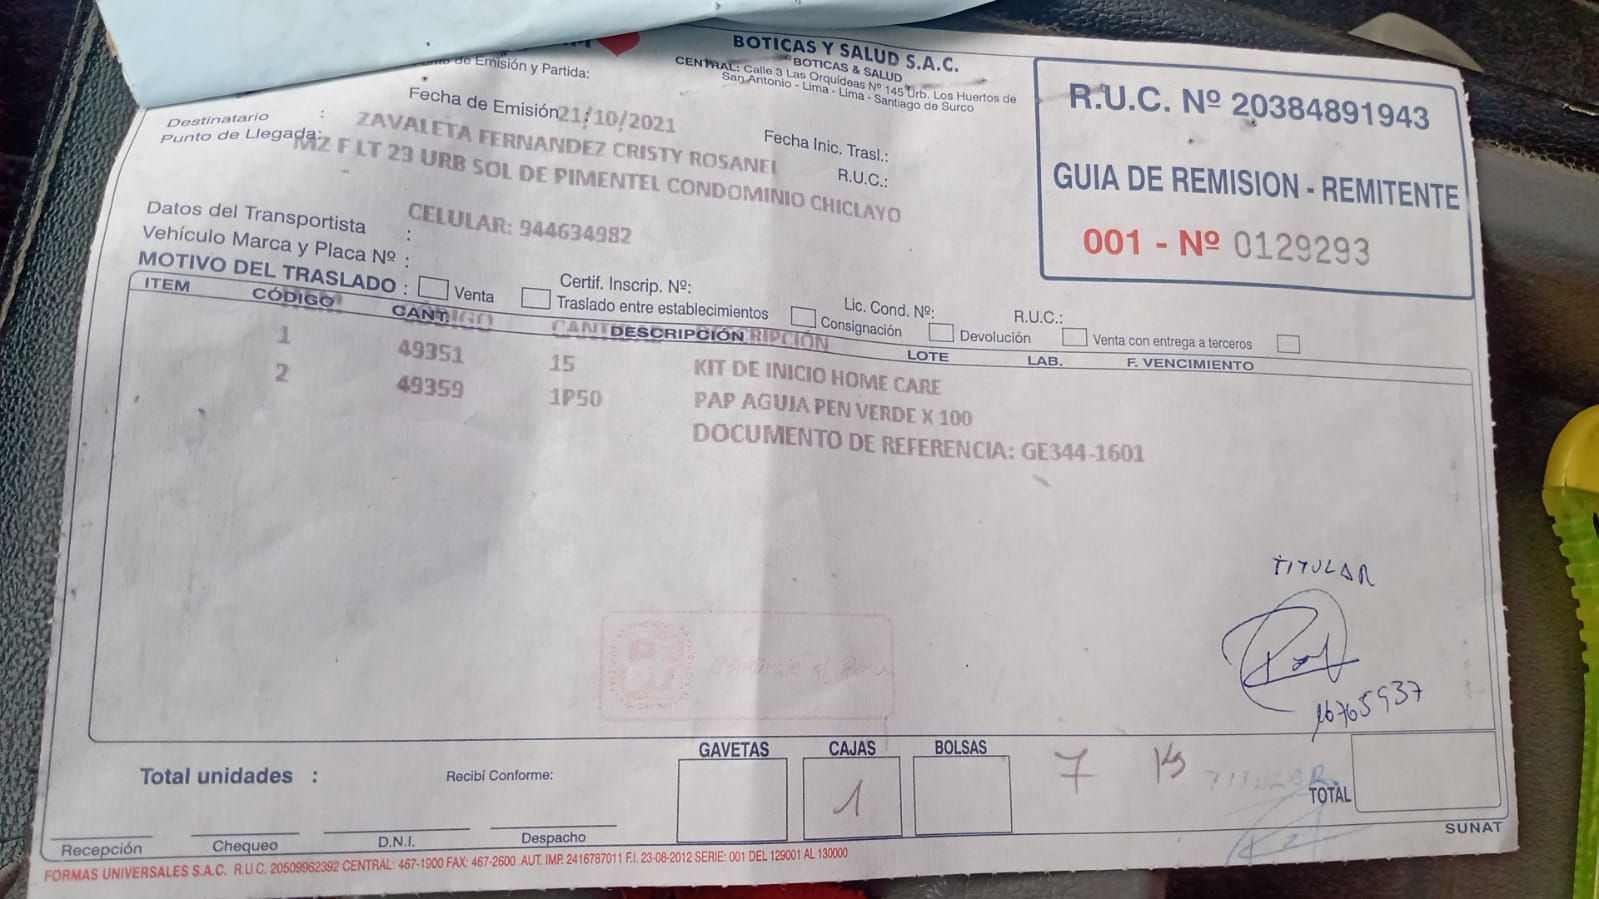 BOTICAS Y SALUD S.A.C.
BOTICAS & SALUD
CENTRAL: Calle 3 Las Orquideas Nº 145 Urb. Los Huertos de
San Antonio - Lima - Lima - Santiago de Surco
R.U.C. Nº 20384891943
GUIA DE REMISION - REMITENTE
001 - Nº 0129293
de Emisión y Partida:
Fecha de Emisión 21/10/2021
Fecha Inic. Trasl.:
Destinatario : ZAVALETA FERNANDEZ CRISTY ROSANEI
R.U.C.:
Punto de Llegada: MZ F LT 23 URB SOL DE PIMENTEL CONDOMINIO CHICLAYO
Datos del Transportista : CELULAR: 944634982
Vehículo Marca y Placa Nº :
Certif. Inscrip. Nº:
Lic. Cond. Nº:
R.U.C.:
MOTIVO DEL TRASLADO : Venta Traslado entre establecimientos Consignación Devolución Venta con entrega a terceros
ITEM CÓDIGO CANT. DESCRIPCIÓN LOTE LAB. F. VENCIMIENTO
1 49351 15 KIT DE INICIO HOME CARE
2 49359 1P50 PAP AGUJA PEN VERDE X 100
DOCUMENTO DE REFERENCIA: GE344-1601
TITULAR
16765937
GAVETAS CAJAS BOLSAS
Total unidades :
Recibí Conforme:
1
7
TITULAR
TOTAL
Recepción Chequeo D.N.I. Despacho
SUNAT
FORMAS UNIVERSALES S.A.C. R.U.C. 20509962392 CENTRAL: 467-1900 FAX: 467-2600 AUT. IMP. 2416787011 F.I. 23-08-2012 SERIE: 001 DEL 129001 AL 130000